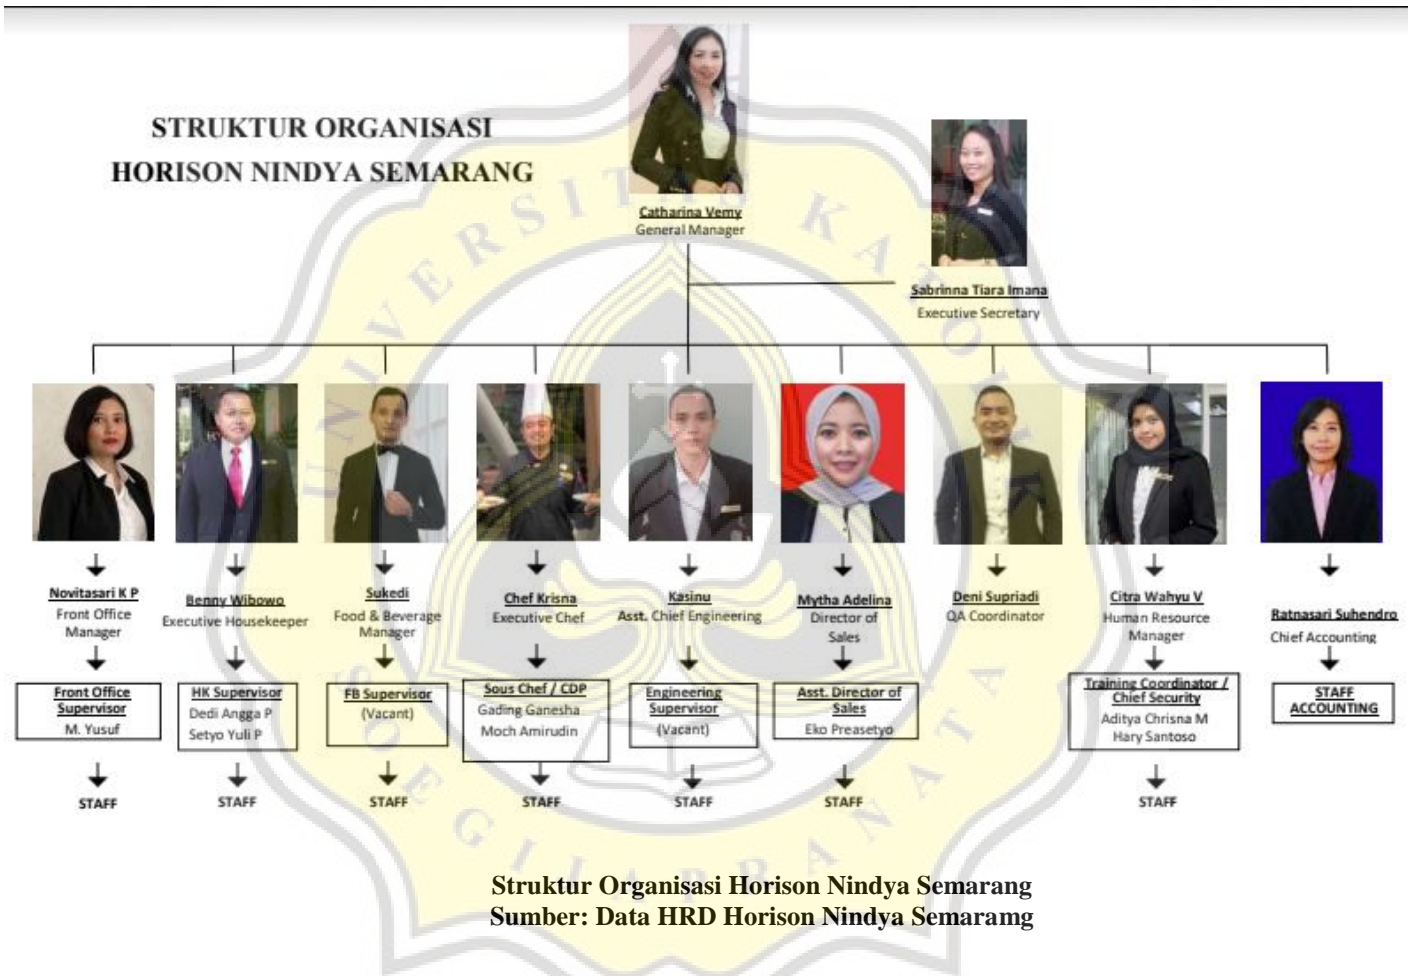 STRUKTUR ORGANISASI
HORISON NINDYA SEMARANG
Catharina Vemy
General Manager
Sabrinna Tiara Imana
Executive Secretary
Novitasari K P
Front Office
Manager
Benny Wibowo
Executive Housekeeper
Sukedi
Food & Beverage
Manager
Chef Krisna
Executive Chef
Kasinu
Asst. Chief Engineering
Mytha Adelina
Director of
Sales
Deni Supriadi
QA Coordinator
Citra Wahyu V
Human Resource
Manager
Ratnasari Suhendro
Chief Accounting
Front Office
Supervisor
M. Yusuf
HK Supervisor
Dedi Angga P
Setyo Yuli P
FB Supervisor
(Vacant)
Sous Chef / CDP
Gading Ganesha
Moch Amirudin
Engineering
Supervisor
(Vacant)
Asst. Director of
Sales
Eko Preasetyo
Training Coordinator /
Chief Security
Aditya Chrisna M
Hary Santoso
STAFF
ACCOUNTING
STAFF
STAFF
STAFF
STAFF
STAFF
STAFF
STAFF
Struktur Organisasi Horison Nindya Semarang
Sumber: Data HRD Horison Nindya Semaramg
UNIVERSITAS KATOLIK
SOEGIJAPRANATA